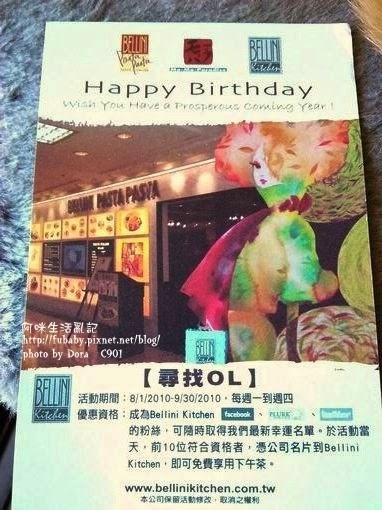 BELLINI
Pasta Pasta
Mo-Mo-Paradise
BELLINI
Kitchen
Happy Birthday
Wish You Have a Prosperous Coming Year !
BELLINI PASTA PASTA
阿咪生活亂記
http://fubaby.pixnet.net/blog/
photo by Dora C901
BELLINI
Kitchen
【尋找OL】
活動期間：8/1/2010-9/30/2010，每週一到週四
優惠資格：成為Bellini Kitchen facebook、PLURK、twitter
的粉絲，可隨時取得我們最新幸運名單。於活動當
天，前10位符合資格者，憑公司名片到Bellini
Kitchen，即可免費享用下午茶。
www.bellinikitchen.com.tw
本公司保留活動修改、取消之權利